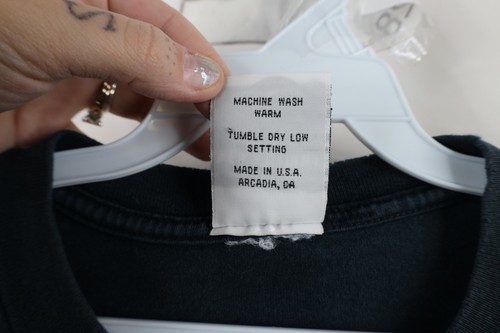 MACHINE WASH
WARM
TUMBLE DRY LOW
SETTING
MADE IN U.S.A.
ARCADIA, CA